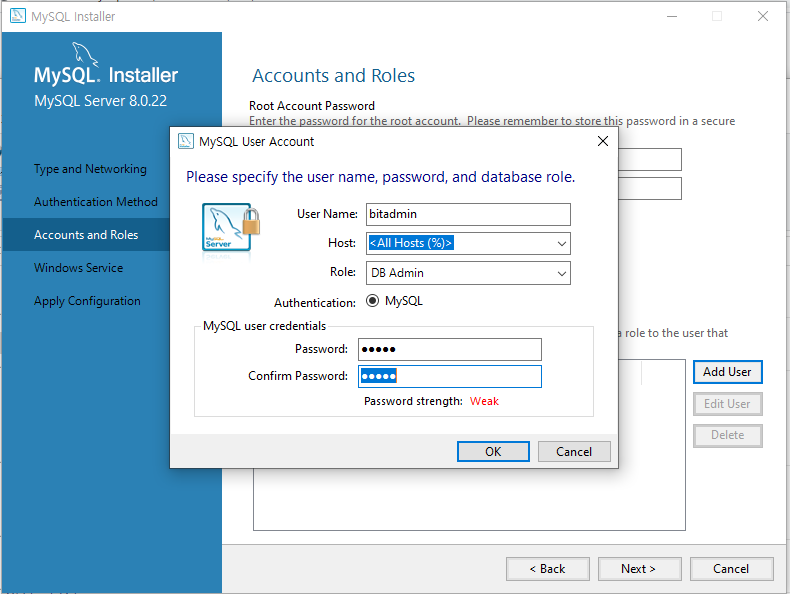 MySQL Installer
MySQL. Installer
MySQL Server 8.0.22
Type and Networking
Authentication Method
Accounts and Roles
Windows Service
Apply Configuration
Accounts and Roles
Root Account Password
Enter the password for the root account. Please remember to store this password in a secure
MySQL User Account
Please specify the user name, password, and database role.
MySQL
Server
User Name: bitadmin
Host: <All Hosts (%)>
Role: DB Admin
Authentication: MySQL
MySQL user credentials
Password: ●●●●●
Confirm Password: ●●●●●
Password strength: Weak
OK
Cancel
a role to the user that
Add User
Edit User
Delete
< Back
Next >
Cancel